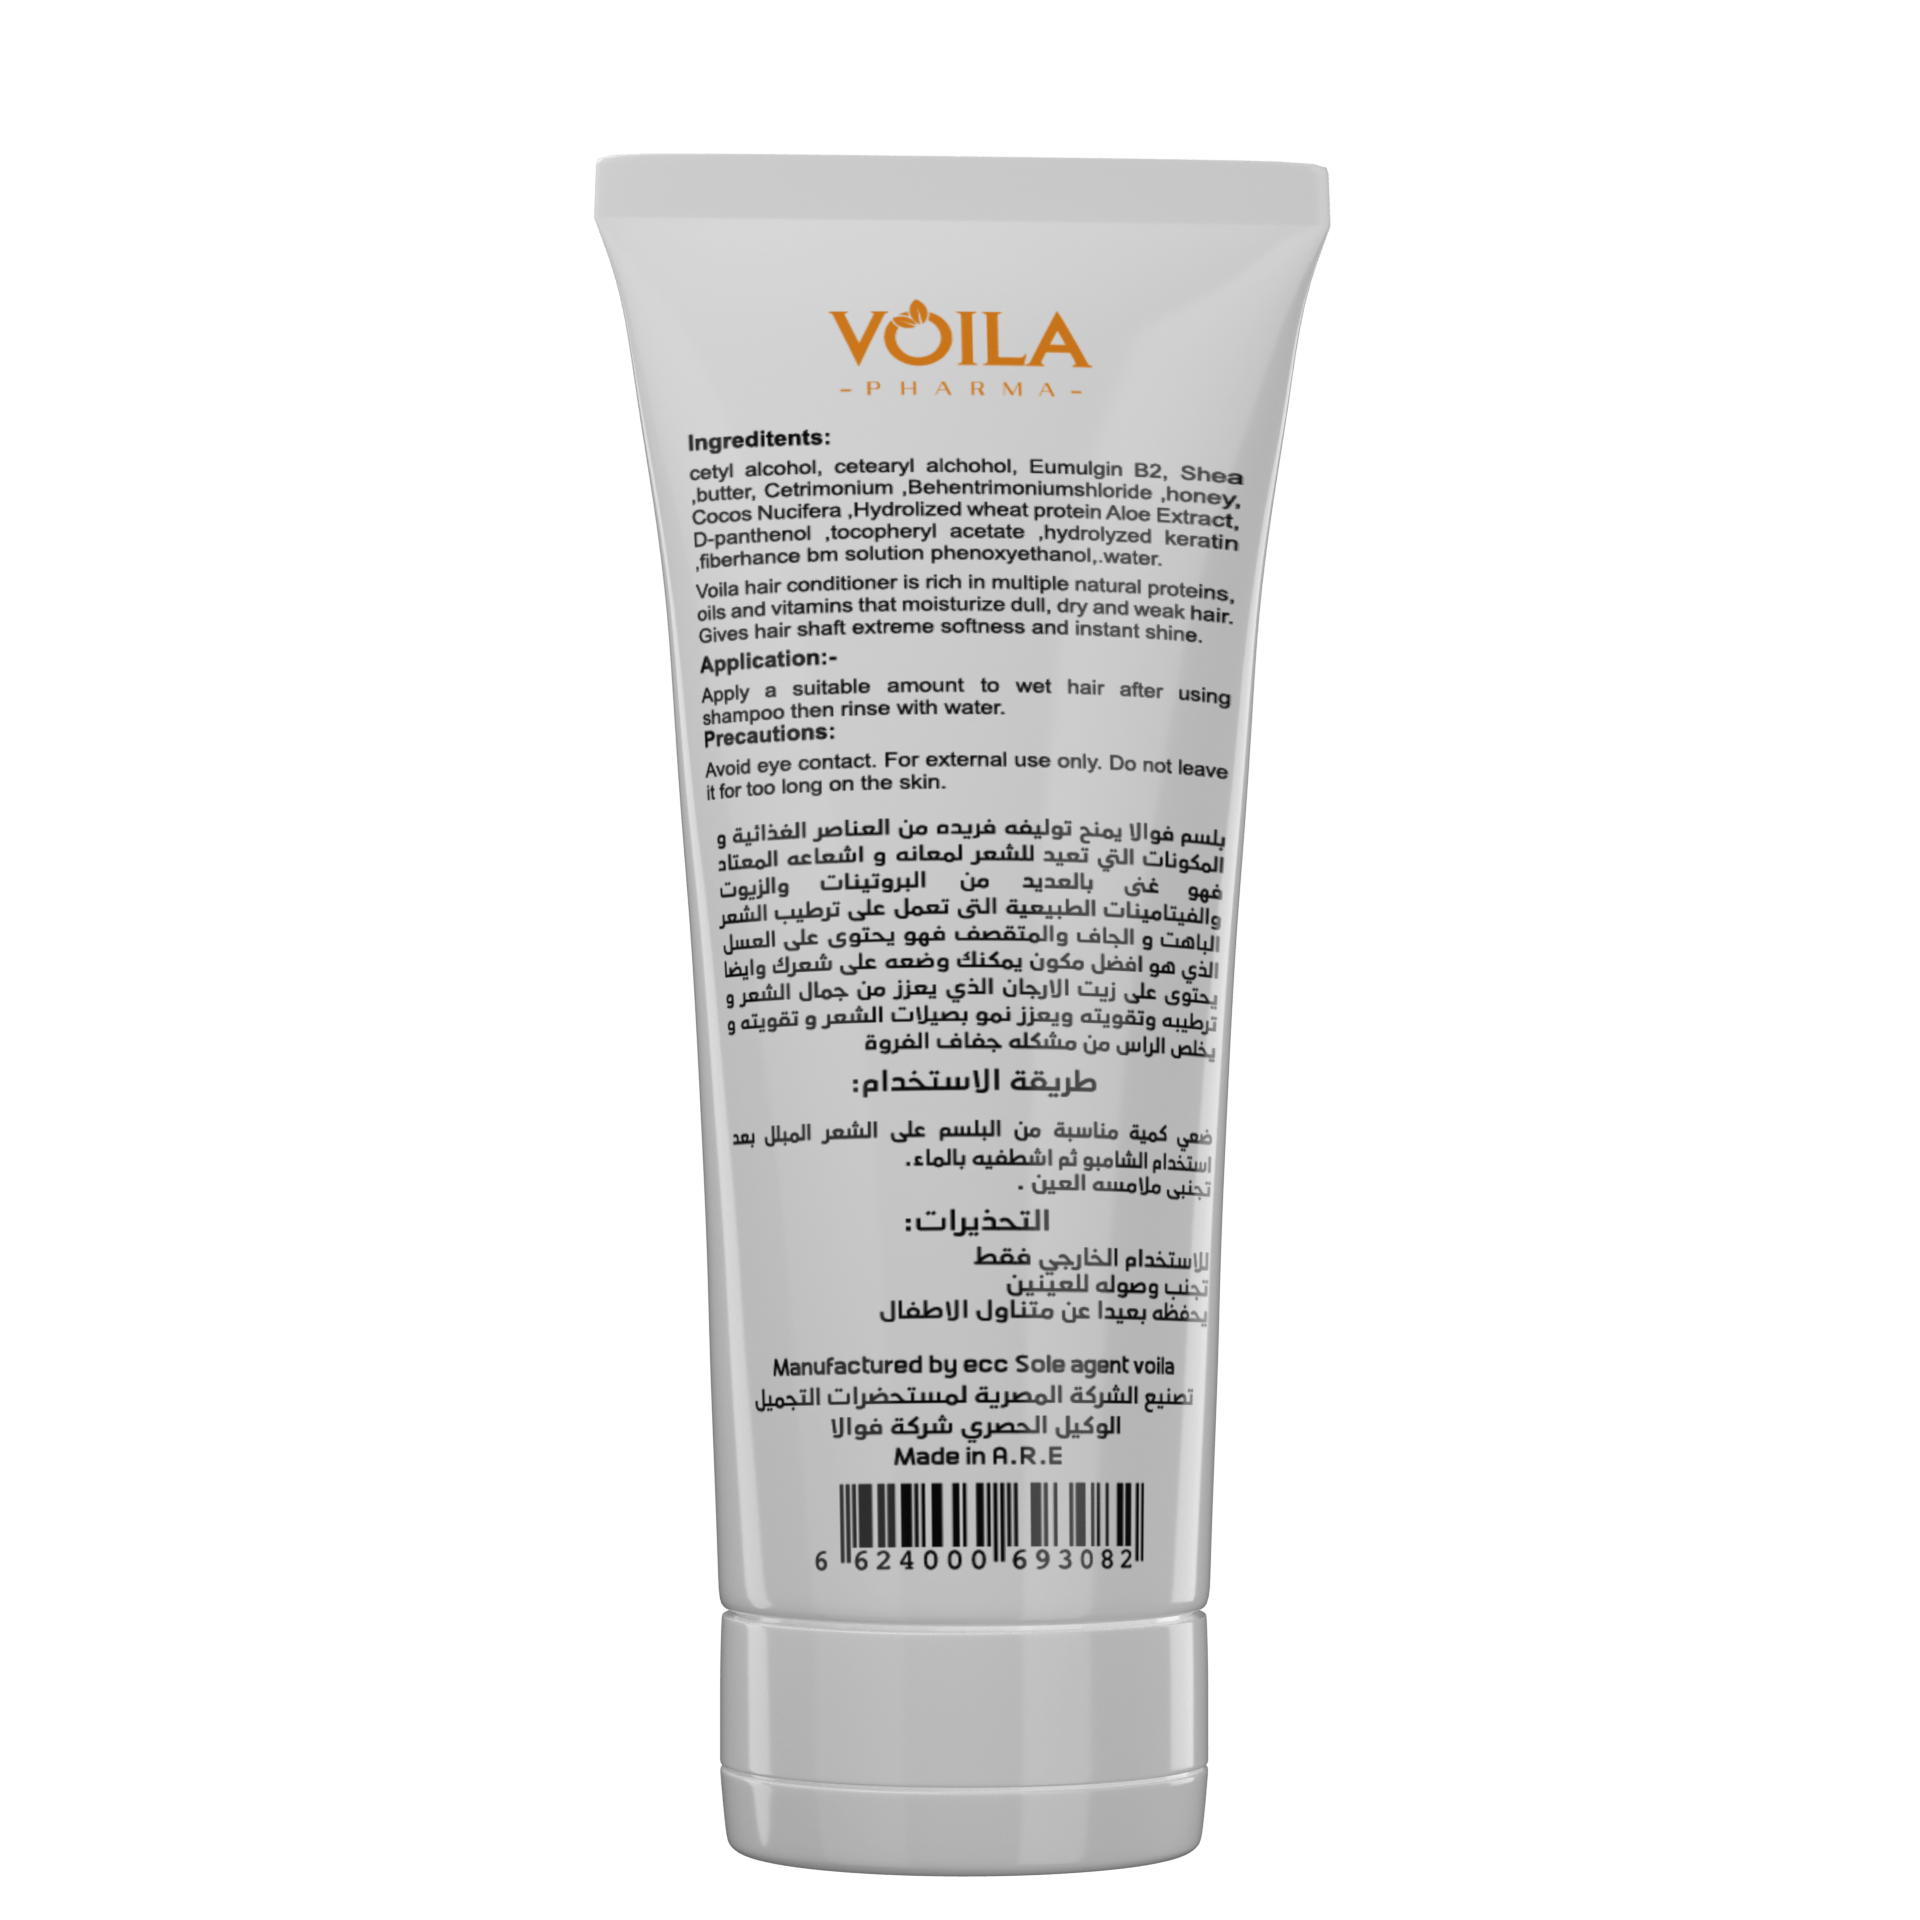 VOILA
- PHARMA -
Ingreditents:
cetyl alcohol, cetearyl alchohol, Eumulgin B2, Shea
,butter, Cetrimonium ,Behentrimoniumshloride ,honey,
Cocos Nucifera ,Hydrolized wheat protein Aloe Extract,
D-panthenol ,tocopheryl acetate ,hydrolyzed keratin
,fiberhance bm solution phenoxyethanol,.water.
Voila hair conditioner is rich in multiple natural proteins,
oils and vitamins that moisturize dull, dry and weak hair.
Gives hair shaft extreme softness and instant shine.
Application:-
Apply a suitable amount to wet hair after using
shampoo then rinse with water.
Precautions:
Avoid eye contact. For external use only. Do not leave
it for too long on the skin.
بلسم فوالا يمنح توليفه فريده من العناصر الغذائية و
المكونات التي تعيد للشعر لمعانه و اشعاعه المعتاد
فهو غنى بالعديد من البروتينات والزيوت
والفيتامينات الطبيعية التى تعمل على ترطيب الشعر
الباهت و الجاف والمتقصف فهو يحتوى على العسل
الذي هو افضل مكون يمكنك وضعه على شعرك وايضا
يحتوى على زيت الارجان الذي يعزز من جمال الشعر و
ترطيبه وتقويته ويعزز نمو بصيلات الشعر و تقويته و
يخلص الراس من مشكله جفاف الفروة
طريقة الاستخدام:
ضعي كمية مناسبة من البلسم على الشعر المبلل بعد
استخدام الشامبو ثم اشطفيه بالماء.
تجنبى ملامسه العين .
التحذيرات:
للاستخدام الخارجي فقط
تجنب وصوله للعينين
يحفظه بعيدا عن متناول الاطفال
Manufactured by ecc Sole agent voila
تصنيع الشركة المصرية لمستحضرات التجميل
الوكيل الحصري شركة فوالا
Made in A.R.E
6 624000 693082